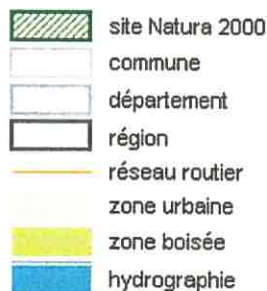 site Natura 2000
commune
département
région
réseau routier
zone urbaine
zone boisée
hydrographie